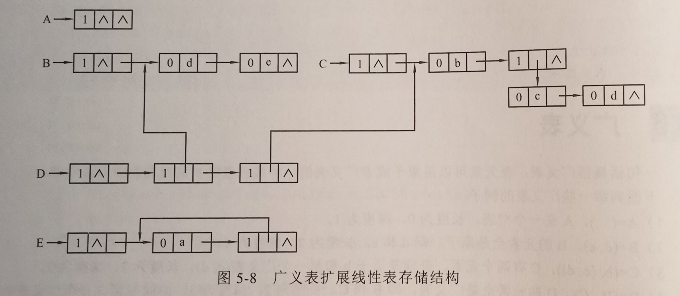 A 1 ∧ ∧
B 1 ∧ 0 d 0 e ∧ C 1 ∧ 0 b 1 ∧
0 c 0 d ∧
D 1 ∧ 1 1 ∧
E 1 ∧ 0 a 1 ∧
图 5-8 广义表扩展线性表存储结构